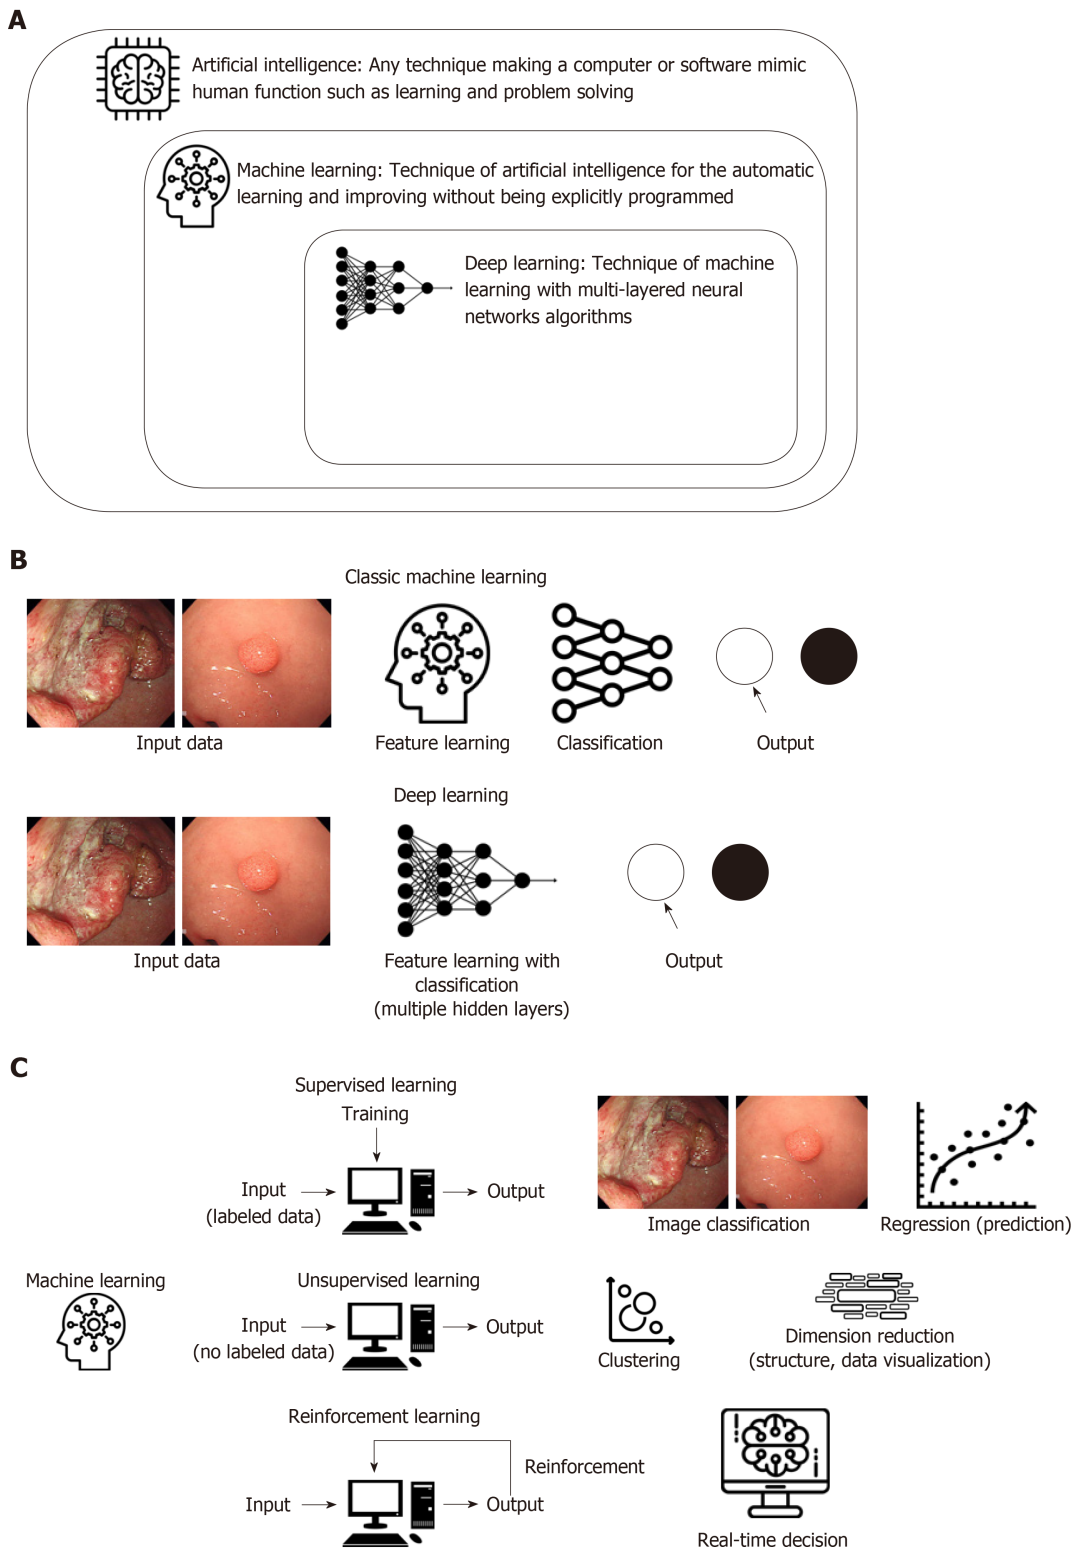 A
Artificial intelligence: Any technique making a computer or software mimic
human function such as learning and problem solving
Machine learning: Technique of artificial intelligence for the automatic
learning and improving without being explicitly programmed
Deep learning: Technique of machine
learning with multi-layered neural
networks algorithms
B
Classic machine learning
Input data
Feature learning
Classification
Output
Deep learning
Input data
Feature learning with
classification
(multiple hidden layers)
Output
C
Supervised learning
Training
Input
(labeled data)
Output
Image classification
Regression (prediction)
Machine learning
Unsupervised learning
Input
(no labeled data)
Output
Clustering
Dimension reduction
(structure, data visualization)
Reinforcement learning
Reinforcement
Input
Output
Real-time decision